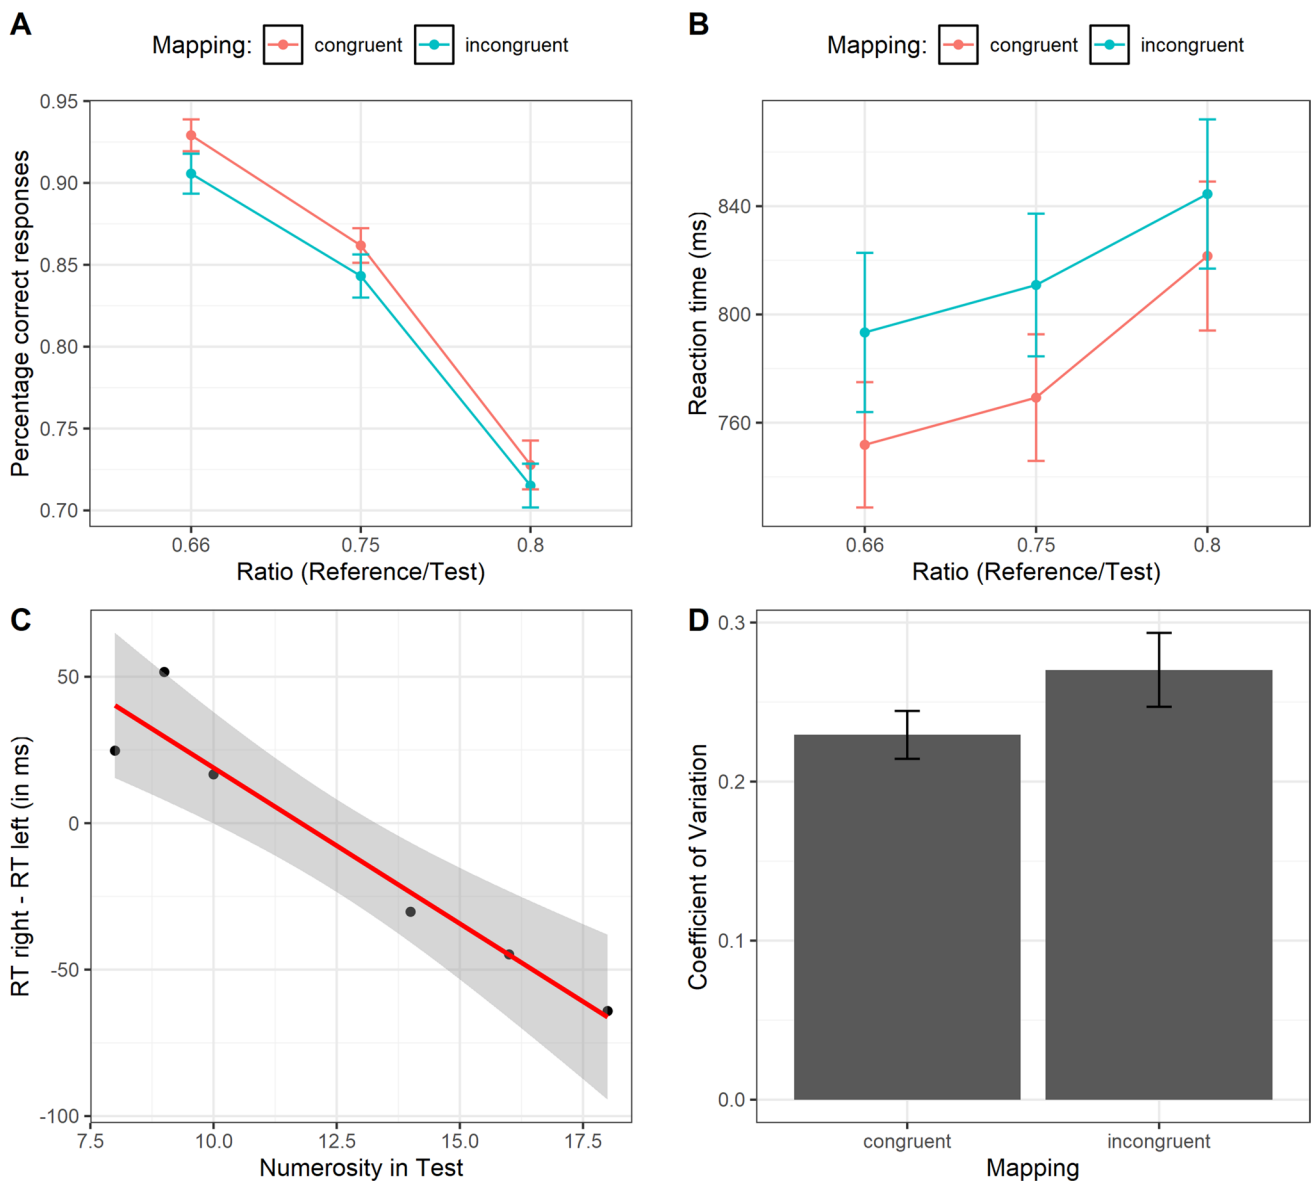 A
Mapping: congruent incongruent
Percentage correct responses
0.95
0.90
0.85
0.80
0.75
0.70
0.66 0.75 0.8
Ratio (Reference/Test)
B
Mapping: congruent incongruent
Reaction time (ms)
840
800
760
0.66 0.75 0.8
Ratio (Reference/Test)
C
RT right - RT left (in ms)
50
0
-50
-100
7.5 10.0 12.5 15.0 17.5
Numerosity in Test
D
Coefficient of Variation
0.3
0.2
0.1
0.0
congruent incongruent
Mapping